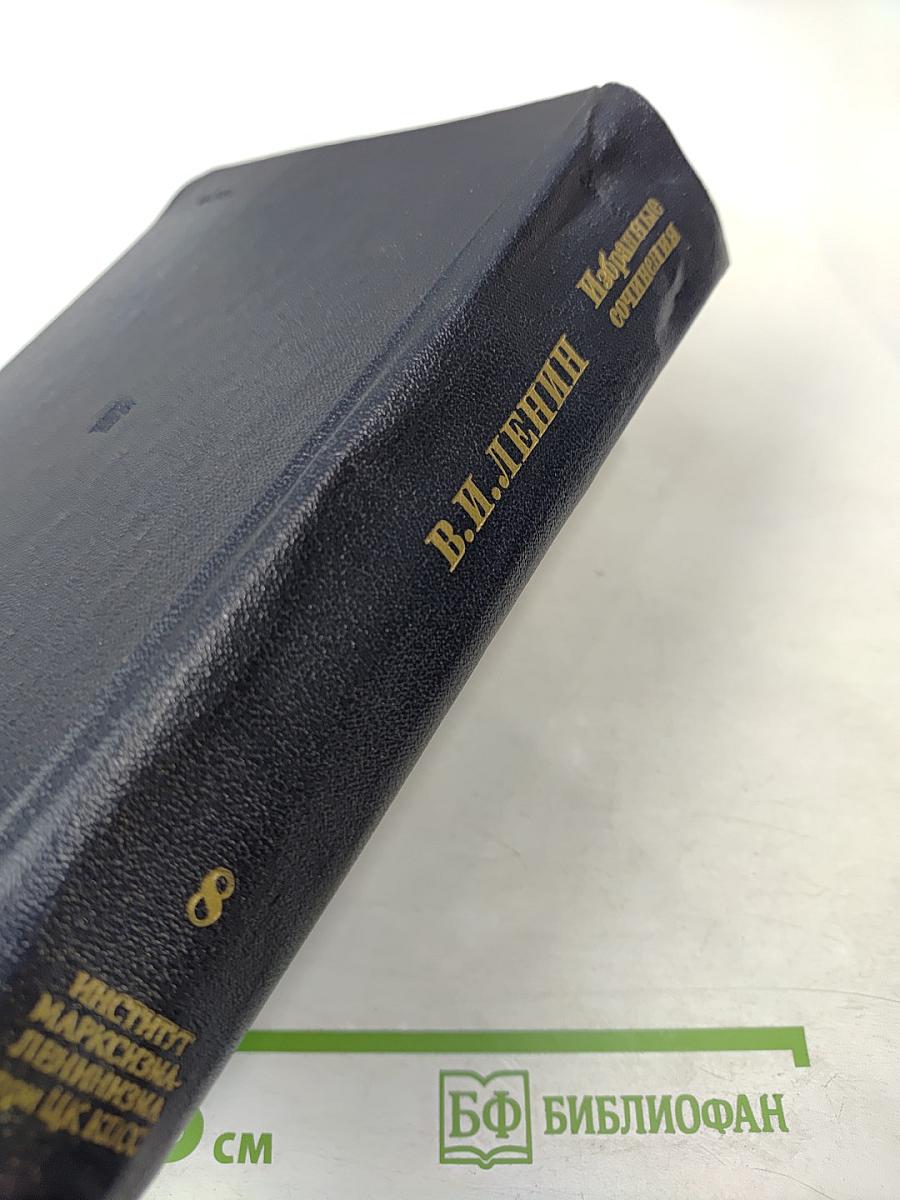 Избранные
сочинения
В.И.ЛЕНИН
8
ИНСТИТУТ
МАРКСИЗМА-
ЛЕНИНИЗМА
при ЦК КПСС
см
БФ БИБЛИОФАН